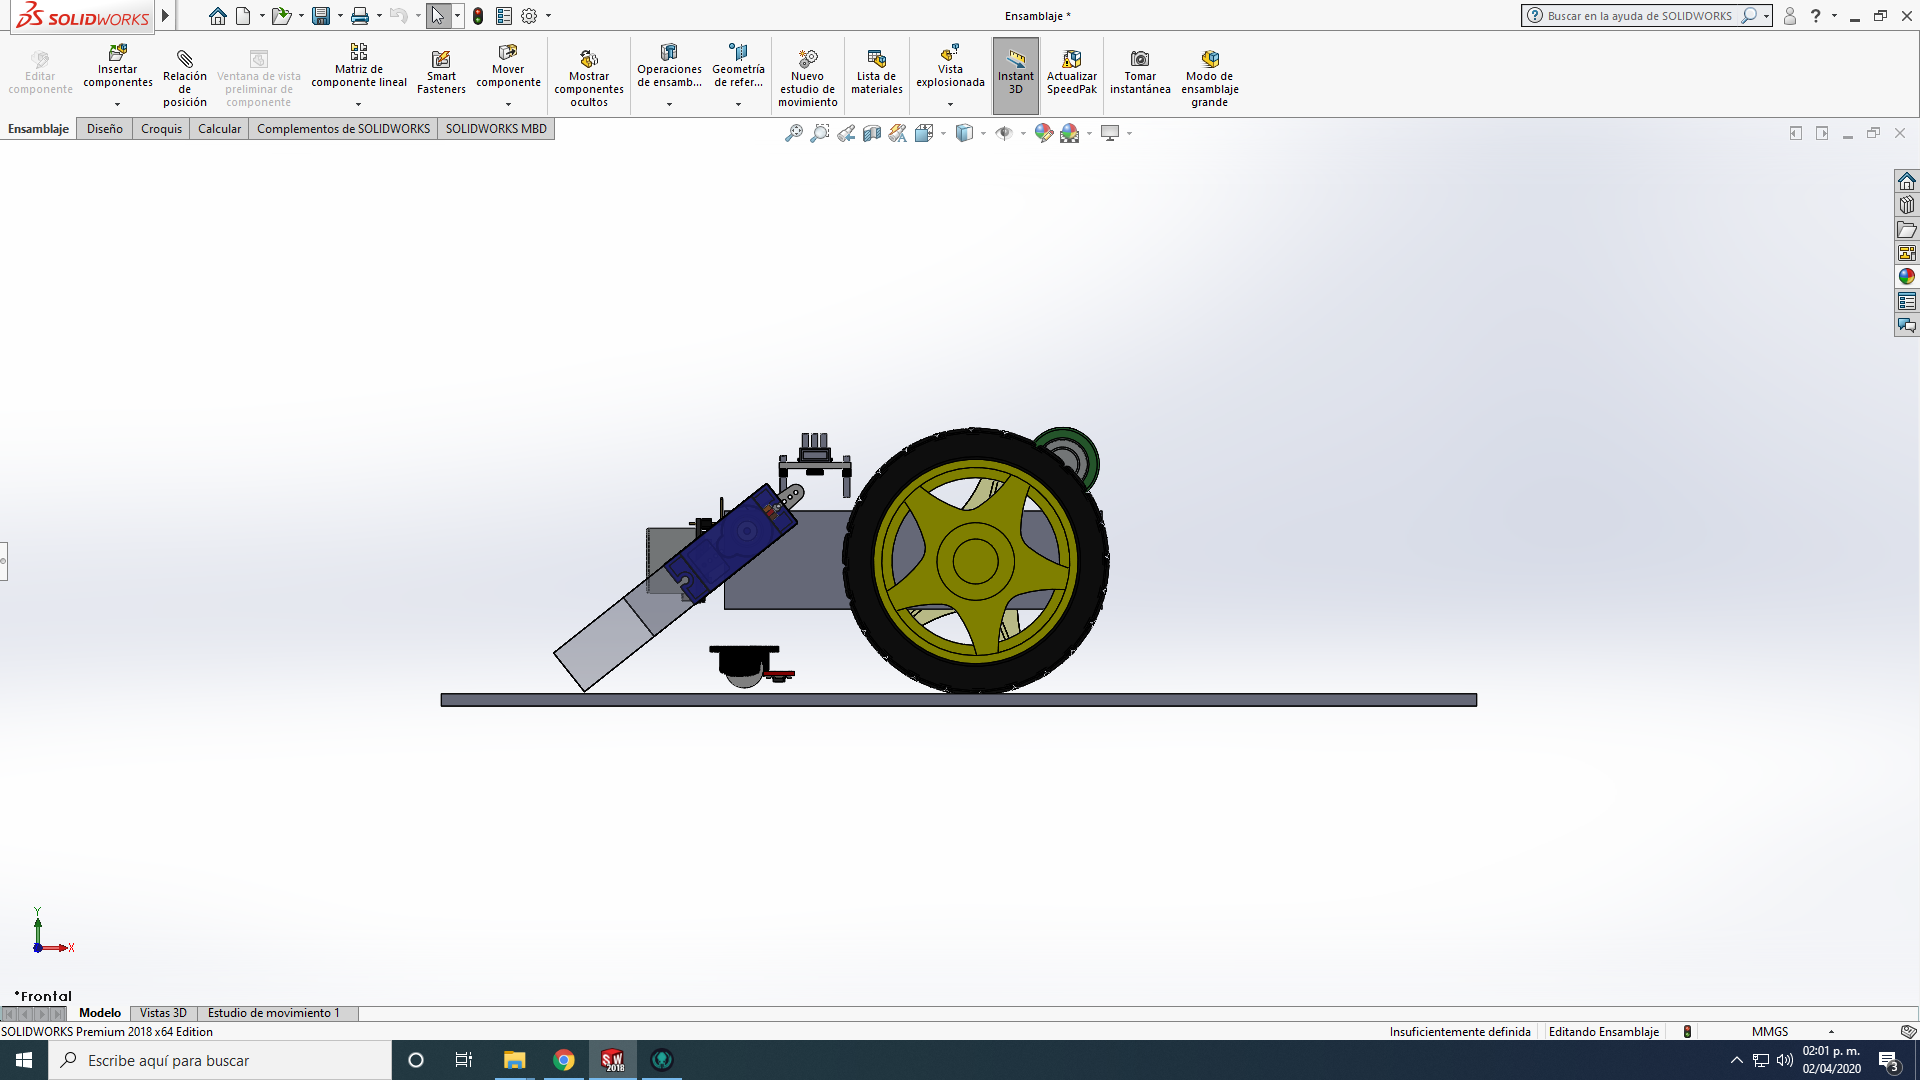 SOLIDWORKS
Ensamblaje *
Buscar en la ayuda de SOLIDWORKS
?
Editar
componente
Insertar
componentes
Relación
de
posición
Ventana de vista
preliminar de
componente
Matriz de
componente lineal
Smart
Fasteners
Mover
componente
Mostrar
componentes
ocultos
Operaciones
de ensamb...
Geometría
de refer...
Nuevo
estudio de
movimiento
Lista de
materiales
Vista
explosionada
Instant
3D
Actualizar
SpeedPak
Tomar
instantánea
Modo de
ensamblaje
grande
Ensamblaje
Diseño
Croquis
Calcular
Complementos de SOLIDWORKS
SOLIDWORKS MBD
Y
X
*Frontal
Modelo
Vistas 3D
Estudio de movimiento 1
SOLIDWORKS Premium 2018 x64 Edition
Insuficientemente definida
Editando Ensamblaje
MMGS
Escribe aquí para buscar
SW
2018
02:01 p. m.
02/04/2020
3